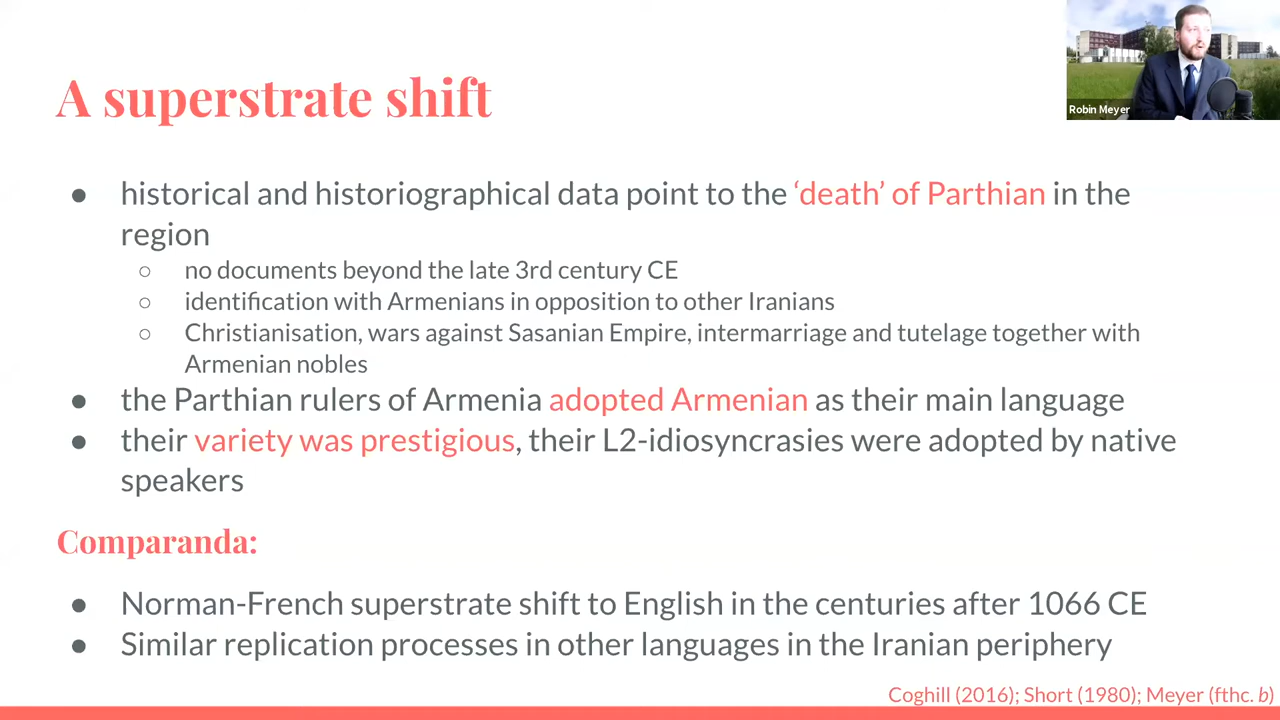 A superstrate shift
Robin Meyer
● historical and historiographical data point to the ‘death’ of Parthian in the
region
○ no documents beyond the late 3rd century CE
○ identification with Armenians in opposition to other Iranians
○ Christianisation, wars against Sasanian Empire, intermarriage and tutelage together with
Armenian nobles
● the Parthian rulers of Armenia adopted Armenian as their main language
● their variety was prestigious, their L2-idiosyncrasies were adopted by native
speakers
Comparanda:
● Norman-French superstrate shift to English in the centuries after 1066 CE
● Similar replication processes in other languages in the Iranian periphery
Coghill (2016); Short (1980); Meyer (fthc. b)